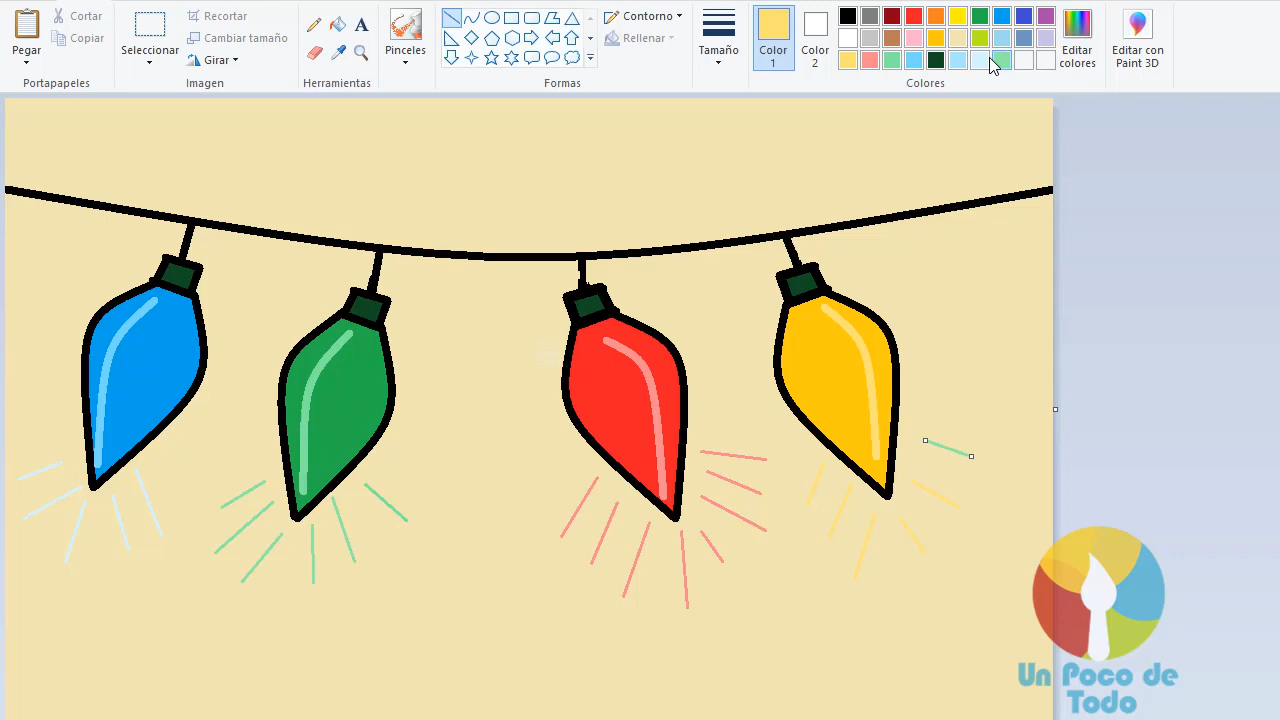 Pegar
Cortar
Copiar
Portapapeles
Seleccionar
Recortar
Cambiar tamaño
Girar
Imagen
A
Herramientas
Pinceles
Contorno
Rellenar
Formas
Tamaño
Color
1
Color
2
Editar
colores
Colores
Editar con
Paint 3D
Un Poco de
Todo